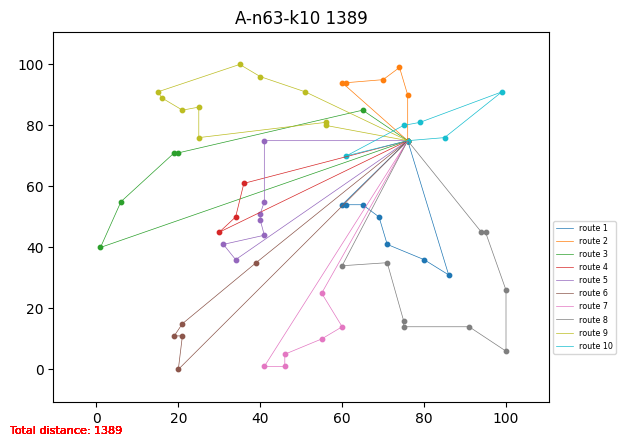 A-n63-k10 1389
100
80
60
40
20
0
0 20 40 60 80 100
route 1
route 2
route 3
route 4
route 5
route 6
route 7
route 8
route 9
route 10
Total distance: 1389